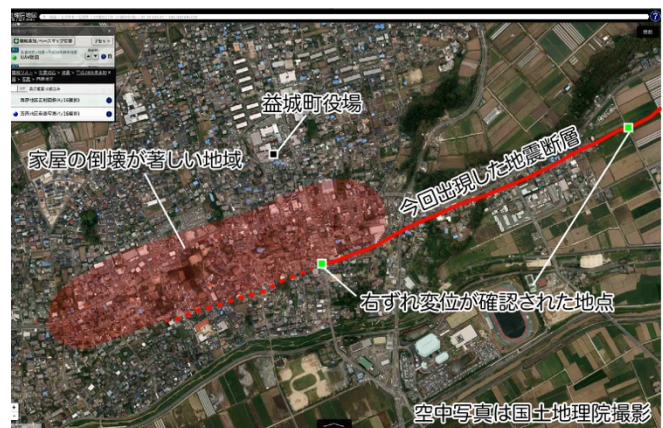 益城町役場
家屋の倒壊が著しい地域
今回出現した地震断層
右ずれ変位が確認された地点
空中写真は国土地理院撮影